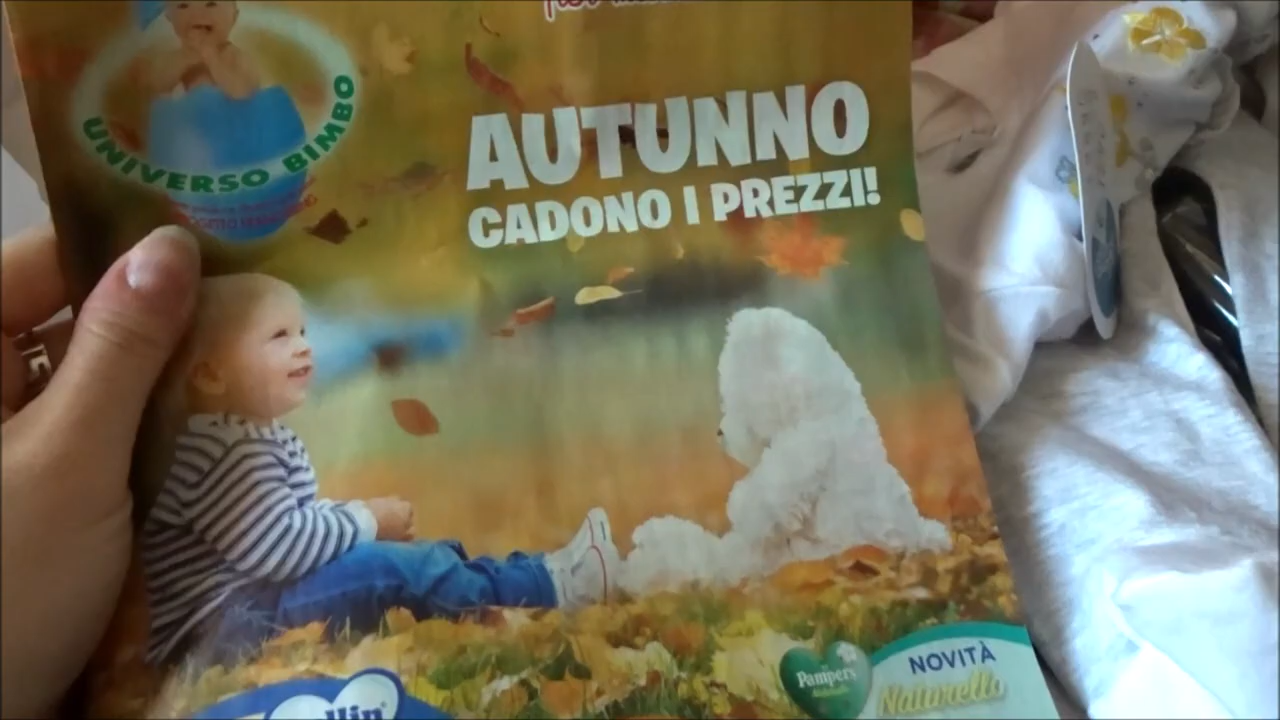 UNIVERSO BIMBO
AUTUNNO
CADONO I PREZZI!
Pampers
NOVITÀ
Naturello